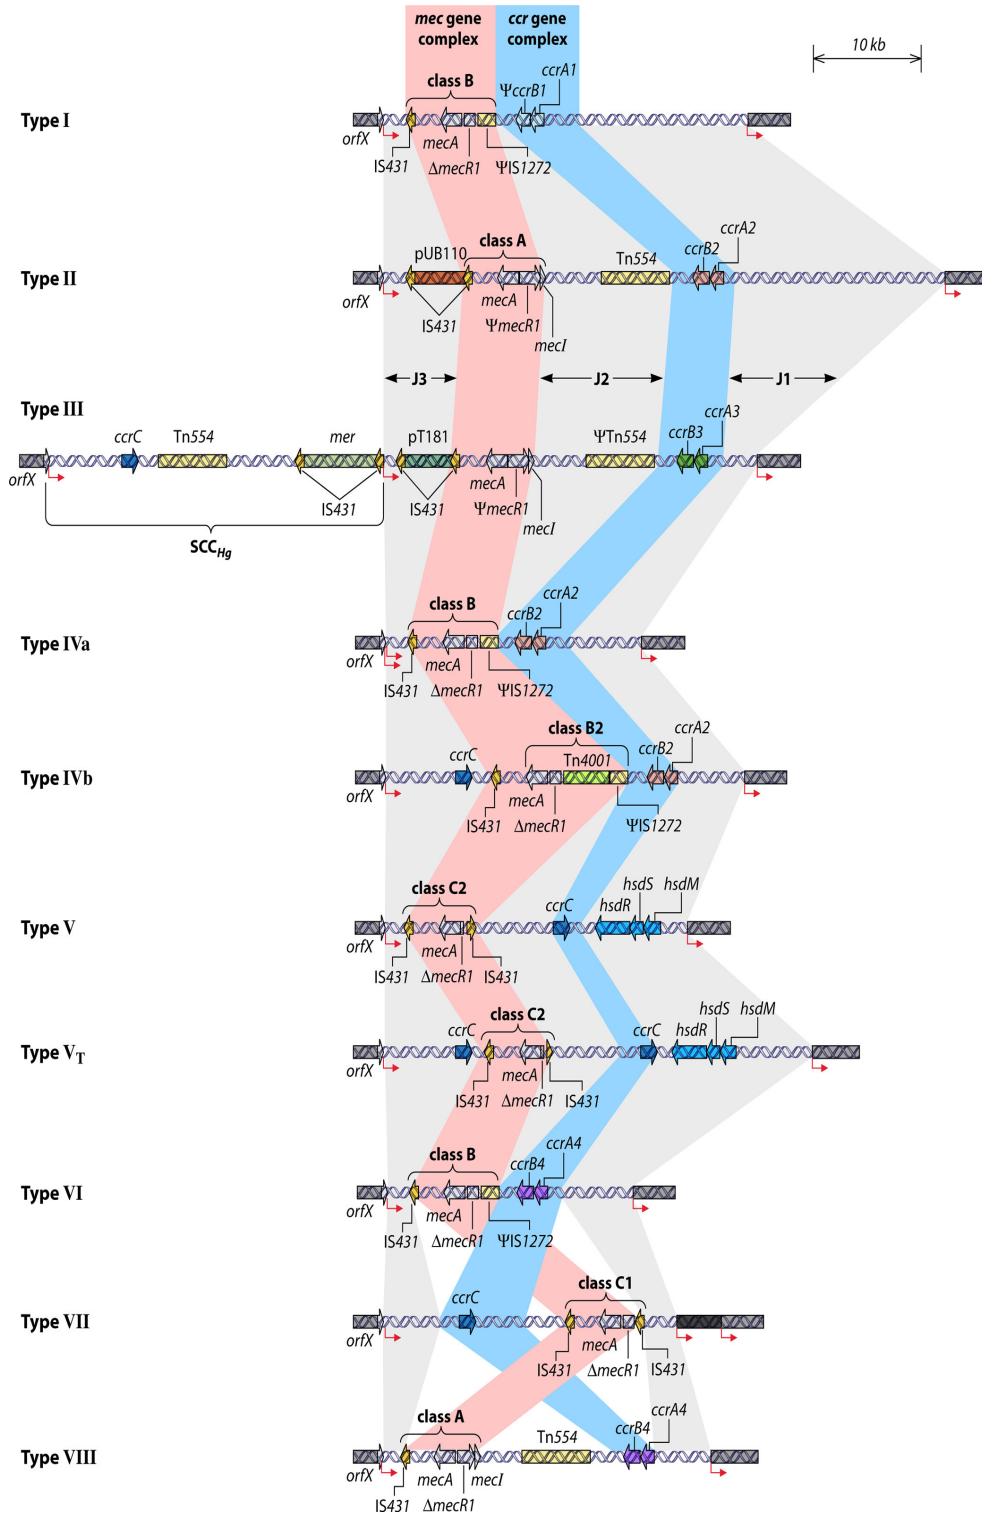 mec gene complex
ccr gene complex
10 kb
class B
ΨccrB1
ccrA1
Type I
orfX
IS431
mecA
ΔmecR1
ΨIS1272
pUB110
class A
Tn554
ccrB2
ccrA2
Type II
orfX
IS431
mecA
ΨmecR1
mecI
J3
J2
J1
Type III
ccrC
Tn554
mer
pT181
ΨTn554
ccrB3
ccrA3
orfX
IS431
IS431
mecA
ΨmecR1
mecI
SCCHg
class B
ccrB2
ccrA2
Type IVa
orfX
IS431
mecA
ΔmecR1
ΨIS1272
class B2
ccrC
Tn4001
ccrB2
ccrA2
Type IVb
orfX
IS431
mecA
ΔmecR1
ΨIS1272
class C2
ccrC
hsdR
hsdS
hsdM
Type V
orfX
IS431
mecA
ΔmecR1
IS431
class C2
ccrC
ccrC
hsdR
hsdS
hsdM
Type VT
orfX
IS431
mecA
ΔmecR1
IS431
class B
ccrB4
ccrA4
Type VI
orfX
IS431
mecA
ΔmecR1
ΨIS1272
class C1
ccrC
Type VII
orfX
IS431
mecA
ΔmecR1
IS431
class A
Tn554
ccrB4
ccrA4
Type VIII
orfX
IS431
mecA
ΔmecR1
mecI